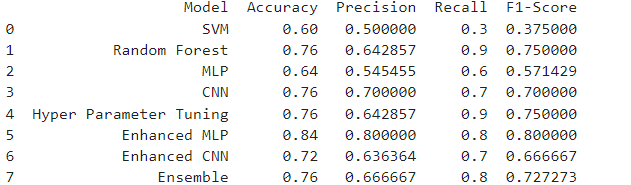 Model Accuracy Precision Recall F1-Score
0 SVM 0.60 0.500000 0.3 0.375000
1 Random Forest 0.76 0.642857 0.9 0.750000
2 MLP 0.64 0.545455 0.6 0.571429
3 CNN 0.76 0.700000 0.7 0.700000
4 Hyper Parameter Tuning 0.76 0.642857 0.9 0.750000
5 Enhanced MLP 0.84 0.800000 0.8 0.800000
6 Enhanced CNN 0.72 0.636364 0.7 0.666667
7 Ensemble 0.76 0.666667 0.8 0.727273